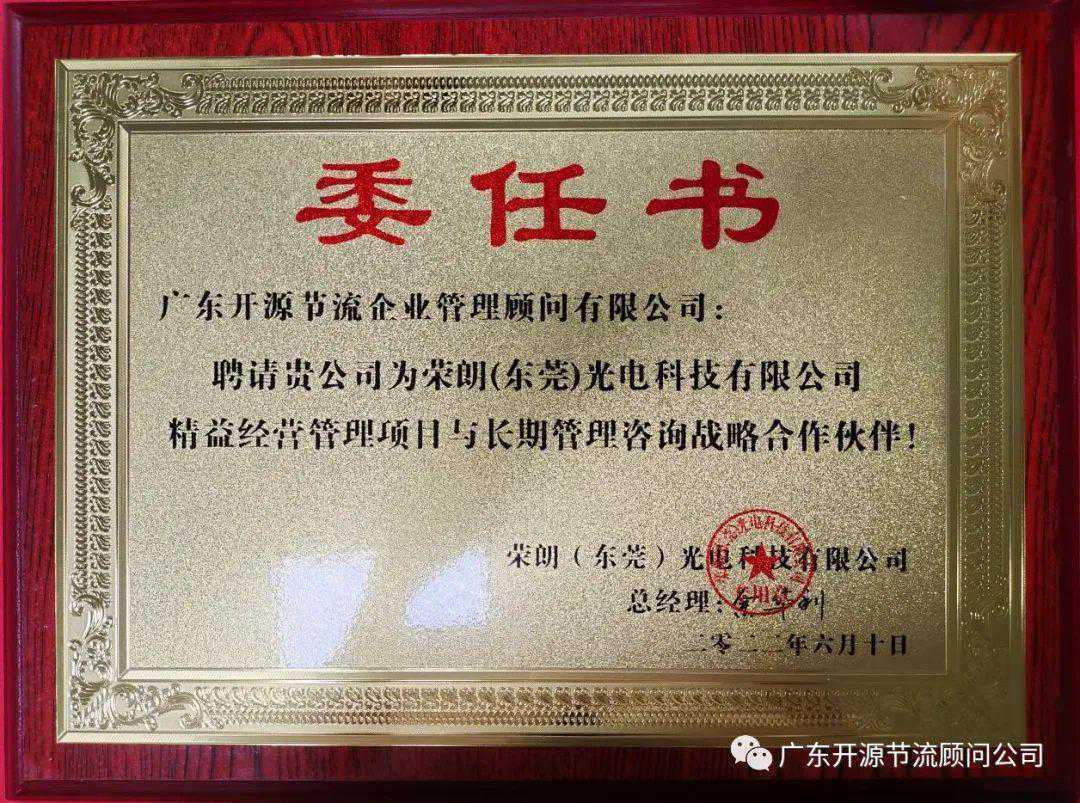 委任书
广东开源节流企业管理顾问有限公司：
聘请贵公司为荣朗(东莞)光电科技有限公司
精益经营管理项目与长期管理咨询战略合作伙伴！
荣朗（东莞）光电科技有限公司
总经理：
二零二二年六月十日
广东开源节流顾问公司